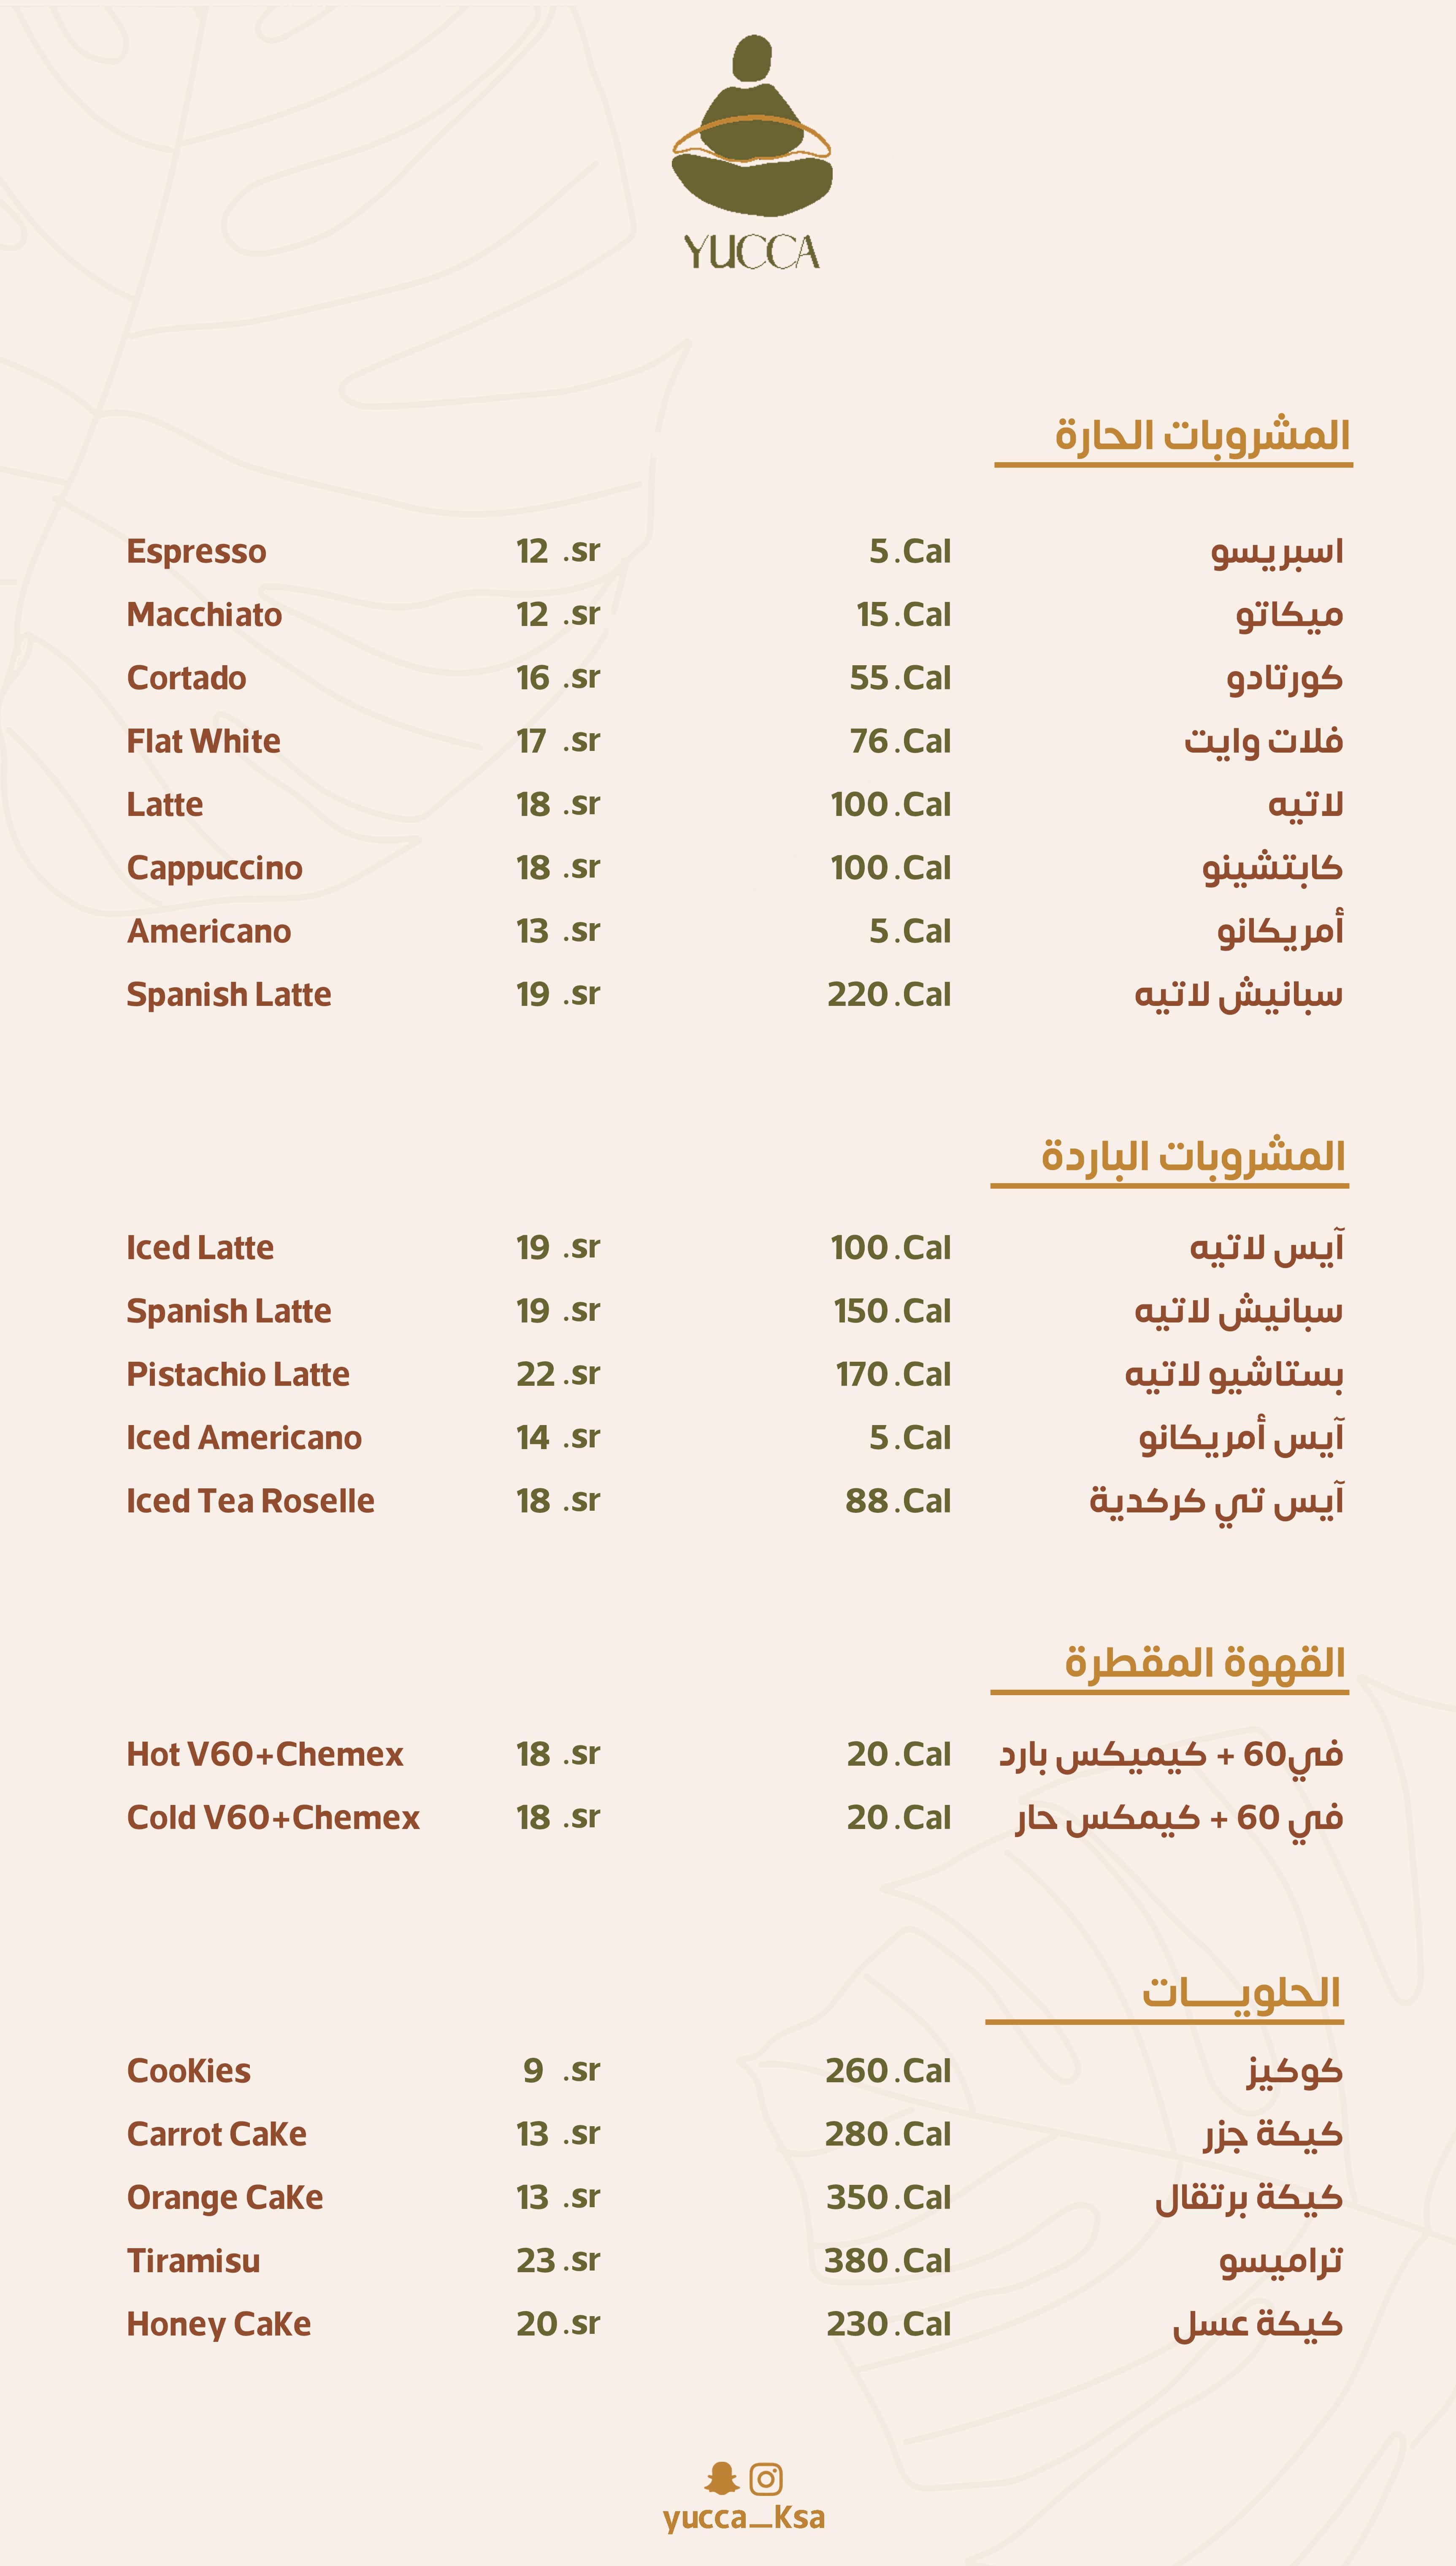 YUCCA
المشروبات الحارة
Espresso 12 .sr 5.Cal اسبريسو
Macchiato 12 .sr 15.Cal ميكاتو
Cortado 16 .sr 55.Cal كورتادو
Flat White 17 .sr 76.Cal فلات وايت
Latte 18 .sr 100.Cal لاتيه
Cappuccino 18 .sr 100.Cal كابتشينو
Americano 13 .sr 5.Cal أمريكانو
Spanish Latte 19 .sr 220.Cal سبانيش لاتيه
المشروبات الباردة
Iced Latte 19 .sr 100.Cal آيس لاتيه
Spanish Latte 19 .sr 150.Cal سبانيش لاتيه
Pistachio Latte 22 .sr 170.Cal بستاشيو لاتيه
Iced Americano 14 .sr 5.Cal آيس أمريكانو
Iced Tea Roselle 18 .sr 88.Cal آيس تي كركدية
القهوة المقطرة
Hot V60+Chemex 18 .sr 20.Cal في60 + كيميكس بارد
Cold V60+Chemex 18 .sr 20.Cal في 60 + كيمكس حار
الحلويـــات
CooKies 9 .sr 260.Cal كوكيز
Carrot CaKe 13 .sr 280.Cal كيكة جزر
Orange CaKe 13 .sr 350.Cal كيكة برتقال
Tiramisu 23 .sr 380.Cal تراميسو
Honey CaKe 20 .sr 230.Cal كيكة عسل
yucca_Ksa